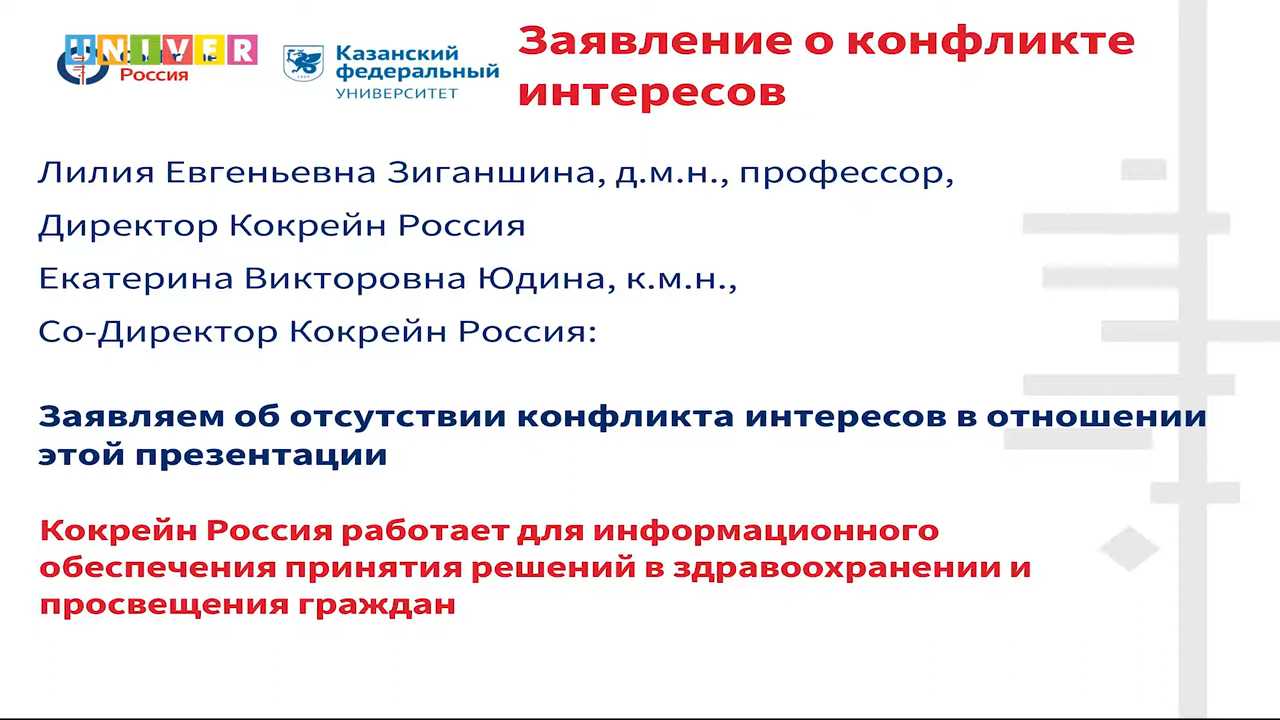 UNIVER
Россия
Казанский
федеральный
УНИВЕРСИТЕТ
Заявление о конфликте
интересов
Лилия Евгеньевна Зиганшина, д.м.н., профессор,
Директор Кокрейн Россия
Екатерина Викторовна Юдина, к.м.н.,
Со-Директор Кокрейн Россия:
Заявляем об отсутствии конфликта интересов в отношении
этой презентации
Кокрейн Россия работает для информационного
обеспечения принятия решений в здравоохранении и
просвещения граждан